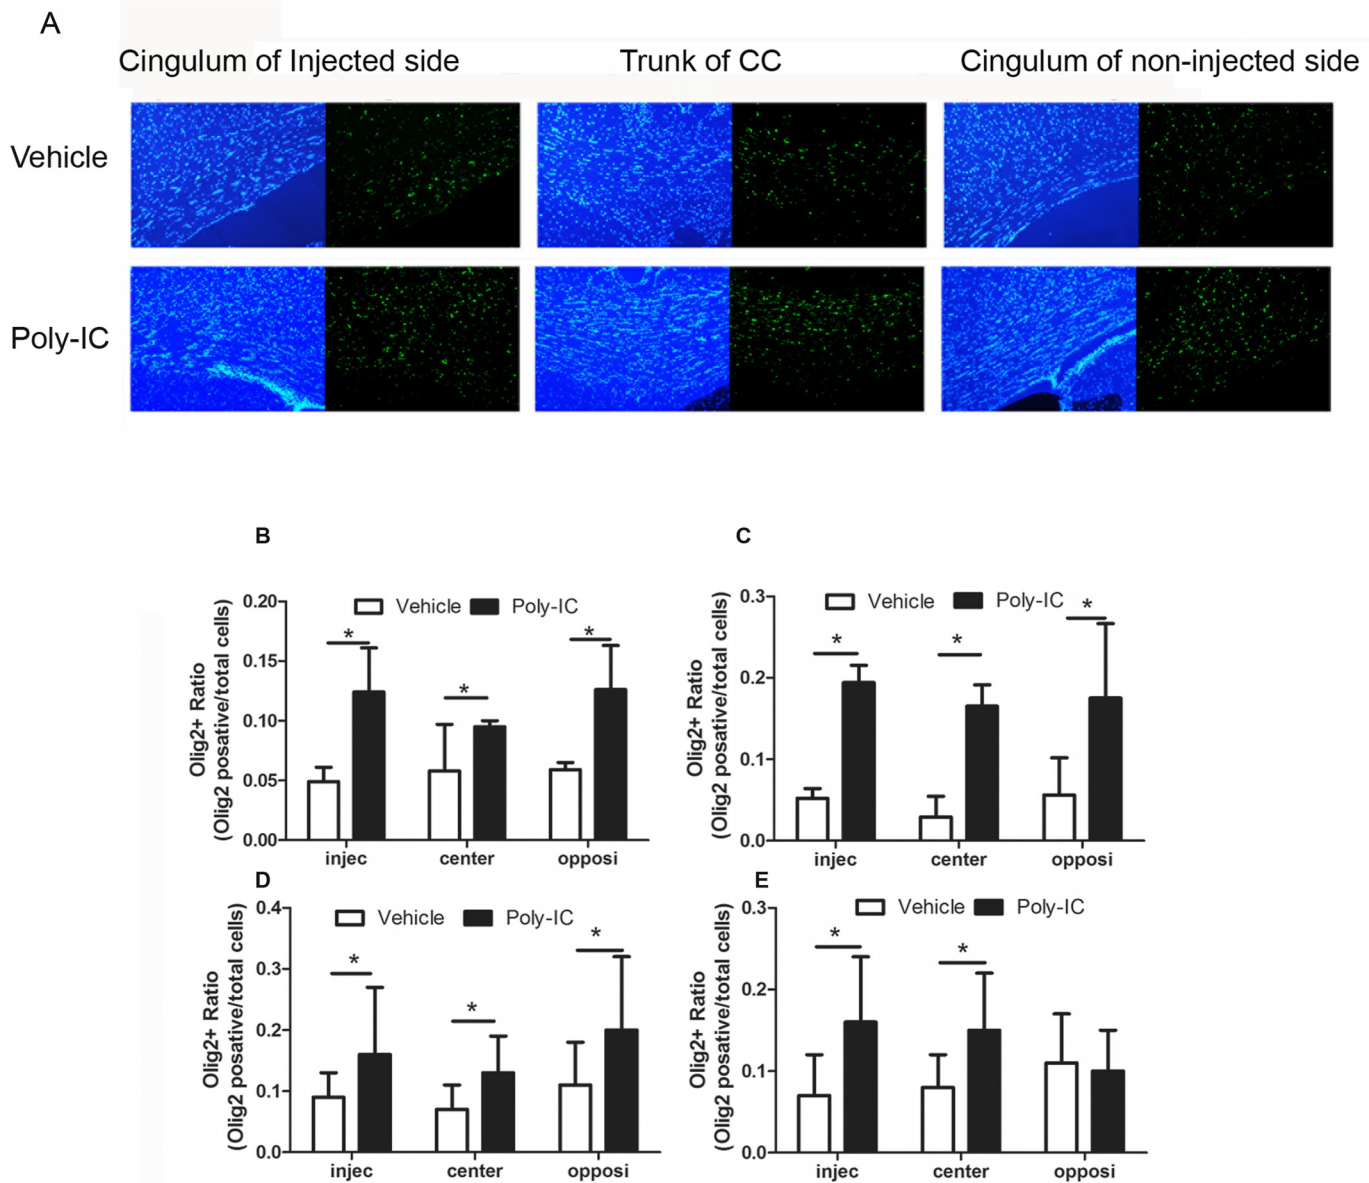 A
Cingulum of Injected side
Trunk of CC
Cingulum of non-injected side
Vehicle
Poly-IC
B
Olig2+ Ratio
(Olig2 posative/total cells)
0.20
0.15
0.10
0.05
0.00
Vehicle
Poly-IC
*
*
*
injec
center
opposi
C
Olig2+ Ratio
(Olig2 posative/total cells)
0.3
0.2
0.1
0.0
Vehicle
Poly-IC
*
*
*
injec
center
opposi
D
Olig2+ Ratio
(Olig2 posative/total cells)
0.4
0.3
0.2
0.1
0.0
Vehicle
Poly-IC
*
*
*
injec
center
opposi
E
Olig2+ Ratio
(Olig2 posative/total cells)
0.3
0.2
0.1
0.0
Vehicle
Poly-IC
*
*
injec
center
opposi